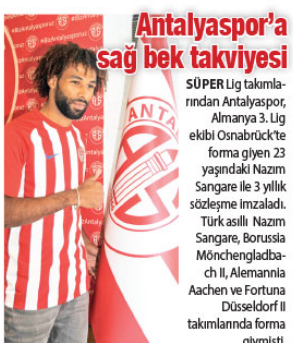 Antalyaspor'a
sağ bek takviyesi
SÜPER Lig takımla-
rından Antalyaspor,
Almanya 3. Lig
ekibi Osnabrück'te
forma giyen 23
yaşındaki Nazım
Sangare ile 3 yıllık
sözleşme imzaladı.
Türk asıllı Nazım
Sangare, Borussia
Mönchengladba-
ch II, Alemannia
Aachen ve Fortuna
Düsseldorf II
takımlarında forma
giymişti.